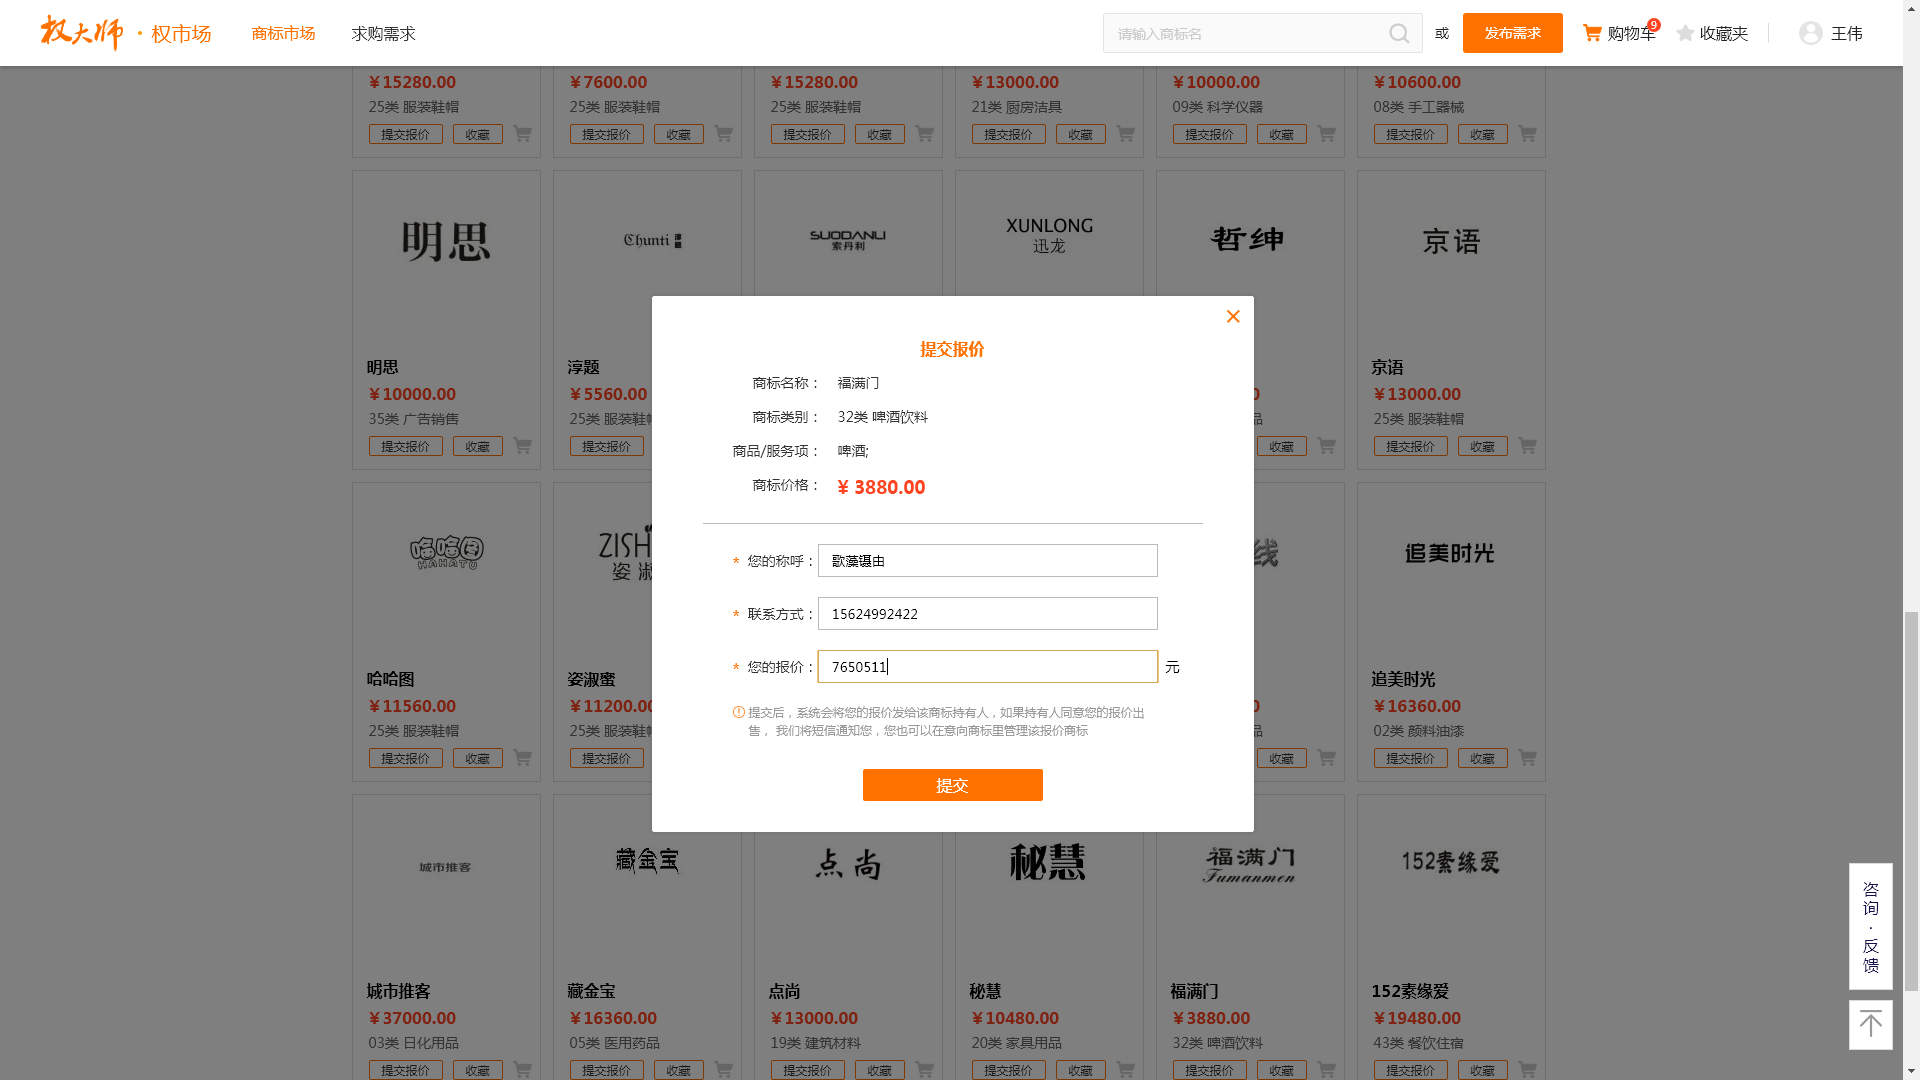 权大师 · 权市场 商标市场 求购需求 请输入商标名 或 发布需求 购物车 9 收藏夹 王伟
￥15280.00 ￥7600.00 ￥15280.00 ￥13000.00 ￥10000.00 ￥10600.00
25类 服装鞋帽 25类 服装鞋帽 25类 服装鞋帽 21类 厨房洁具 09类 科学仪器 08类 手工器械
提交报价 收藏 提交报价 收藏 提交报价 收藏 提交报价 收藏 提交报价 收藏 提交报价 收藏
明思 Chunti 淳题 SUODANLI 索丹利 XUNLONG 迅龙 哲绅 京语
明思 淳题 京语
￥10000.00 ￥5560.00 0 ￥13000.00
35类 广告销售 25类 服装鞋帽 品 25类 服装鞋帽
提交报价 收藏 提交报价 收藏 提交报价 收藏
提交报价
商标名称： 福满门
商标类别： 32类 啤酒饮料
商品/服务项： 啤酒;
商标价格： ¥ 3880.00
* 您的称呼： 歌藻镊由
* 联系方式： 15624992422
* 您的报价： 7650511 元
提交后，系统会将您的报价发给该商标持有人，如果持有人同意您的报价出
售， 我们将短信通知您，您也可以在意向商标里管理该报价商标
提交
哈哈图 HAHATU ZISH 姿淑 线 追美时光
哈哈图 姿淑蜜 追美时光
￥11560.00 ￥11200.00 0 ￥16360.00
25类 服装鞋帽 25类 服装鞋帽 品 02类 颜料油漆
提交报价 收藏 提交报价 收藏 提交报价 收藏
城市推客 藏金宝 点尚 秘慧 福满门 Fumanmen 152素缘爱
城市推客 藏金宝 点尚 秘慧 福满门 152素缘爱
￥37000.00 ￥16360.00 ￥13000.00 ￥10480.00 ￥3880.00 ￥19480.00
03类 日化用品 05类 医用药品 19类 建筑材料 20类 家具用品 32类 啤酒饮料 43类 餐饮住宿
提交报价 收藏 提交报价 收藏 提交报价 收藏 提交报价 收藏 提交报价 收藏 提交报价 收藏
咨询·反馈